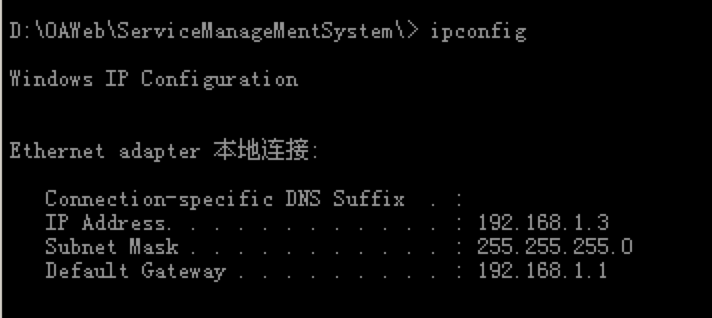 D:\OAWeb\ServiceManageMentSystem\> ipconfig
Windows IP Configuration
Ethernet adapter 本地连接:
Connection-specific DNS Suffix . :
IP Address. . . . . . . . . . . . : 192.168.1.3
Subnet Mask . . . . . . . . . . . : 255.255.255.0
Default Gateway . . . . . . . . . : 192.168.1.1